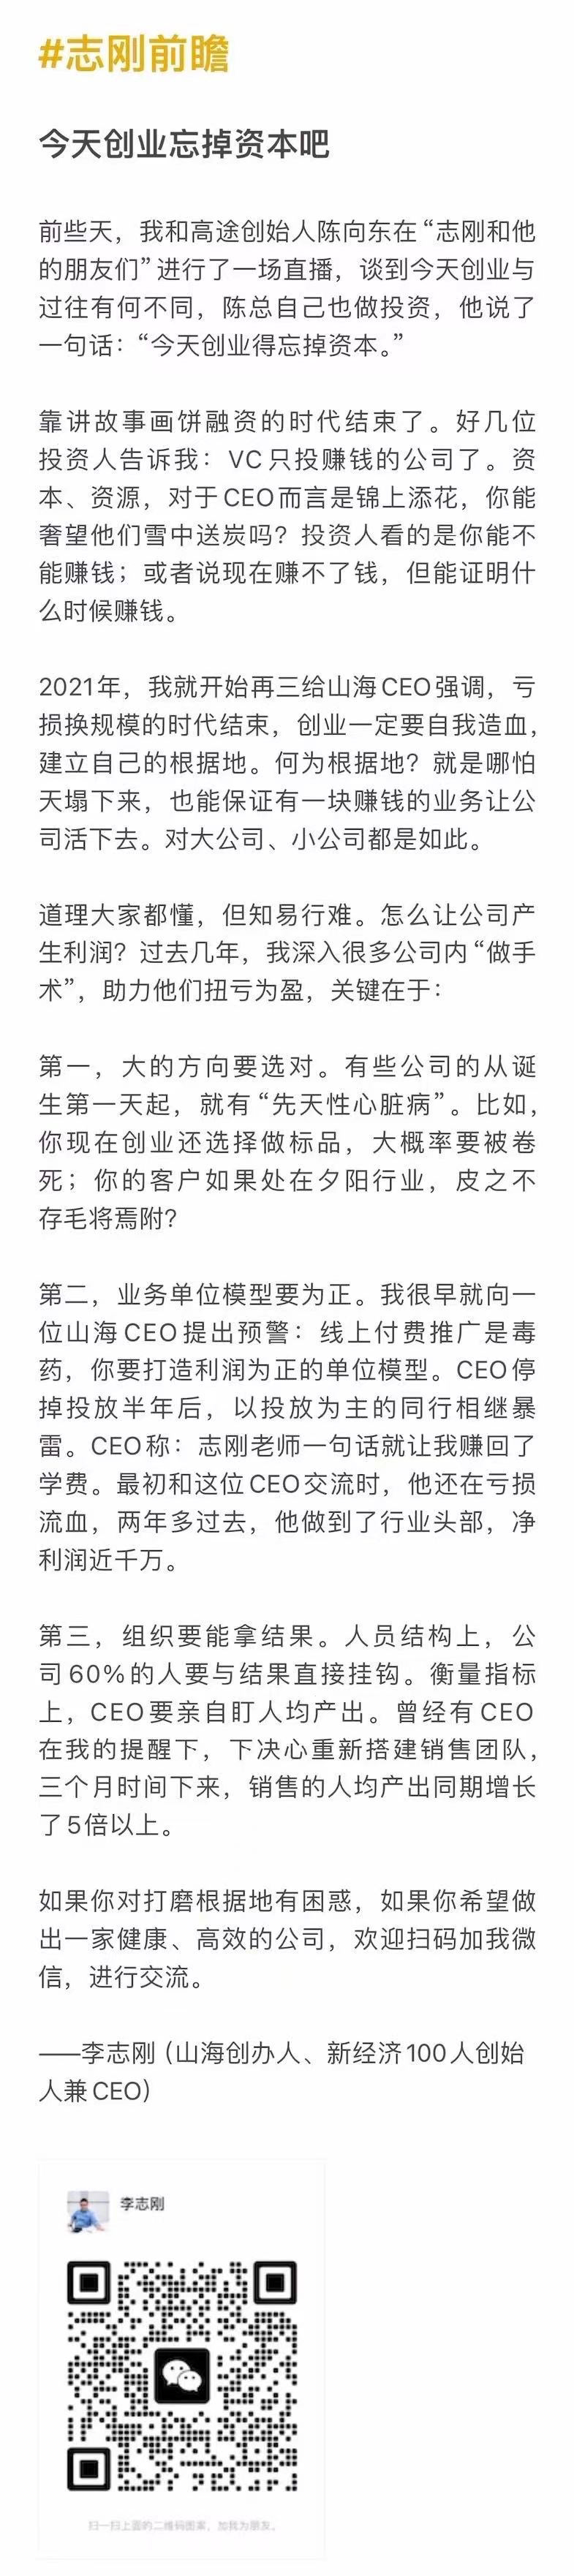 #志刚前瞻
今天创业忘掉资本吧
前些天，我和高途创始人陈向东在“志刚和他
的朋友们”进行了一场直播，谈到今天创业与
过往有何不同，陈总自己也做投资，他说了
一句话：“今天创业得忘掉资本。”
靠讲故事画饼融资的时代结束了。好几位
投资人告诉我：VC只投赚钱的公司了。资
本、资源，对于CEO而言是锦上添花，你能
奢望他们雪中送炭吗？投资人看的是你能不
能赚钱；或者说现在赚不了钱，但能证明什
么时候赚钱。
2021年，我就开始再三给山海CEO强调，亏
损换规模的时代结束，创业一定要自我造血，
建立自己的根据地。何为根据地？就是哪怕
天塌下来，也能保证有一块赚钱的业务让公
司活下去。对大公司、小公司都是如此。
道理大家都懂，但知易行难。怎么让公司产
生利润？过去几年，我深入很多公司内“做手
术”，助力他们扭亏为盈，关键在于：
第一，大的方向要选对。有些公司的从诞
生第一天起，就有“先天性心脏病”。比如，
你现在创业还选择做标品，大概率要被卷
死；你的客户如果处在夕阳行业，皮之不
存毛将焉附？
第二，业务单位模型要为正。我很早就向一
位山海CEO提出预警：线上付费推广是毒
药，你要打造利润为正的单位模型。CEO停
掉投放半年后，以投放为主的同行相继暴
雷。CEO称：志刚老师一句话就让我赚回了
学费。最初和这位CEO交流时，他还在亏损
流血，两年多过去，他做到了行业头部，净
利润近千万。
第三，组织要能拿结果。人员结构上，公
司60%的人要与结果直接挂钩。衡量指标
上，CEO要亲自盯人均产出。曾经有CEO
在我的提醒下，下决心重新搭建销售团队，
三个月时间下来，销售的人均产出同期增长
了5倍以上。
如果你对打磨根据地有困惑，如果你希望做
出一家健康、高效的公司，欢迎扫码加我微
信，进行交流。
——李志刚（山海创办人、新经济100人创始
人兼CEO）
李志刚
扫一扫上面的二维码图案，加我为朋友。